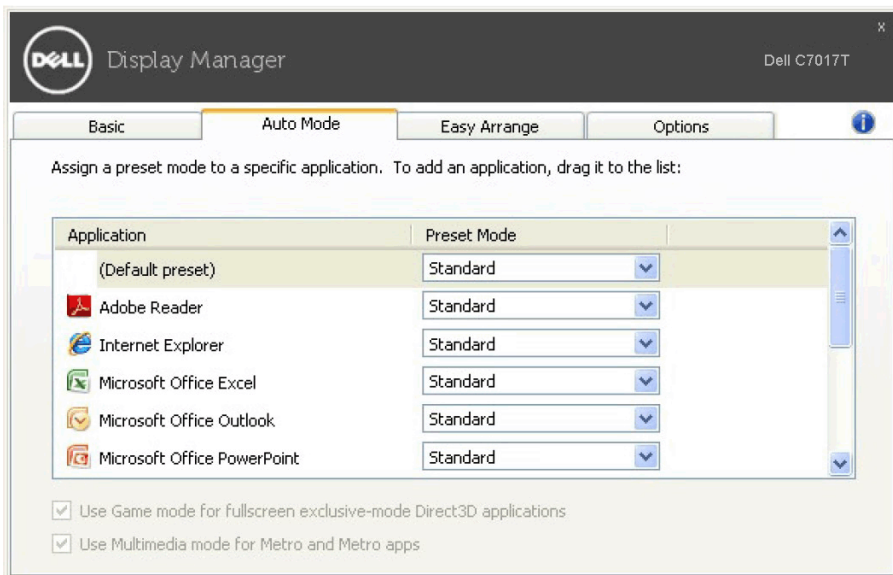 X
DELL Display Manager Dell C7017T
Basic Auto Mode Easy Arrange Options i
Assign a preset mode to a specific application. To add an application, drag it to the list:
Application Preset Mode
(Default preset) Standard
Adobe Reader Standard
Internet Explorer Standard
Microsoft Office Excel Standard
Microsoft Office Outlook Standard
Microsoft Office PowerPoint Standard
Use Game mode for fullscreen exclusive-mode Direct3D applications
Use Multimedia mode for Metro and Metro apps